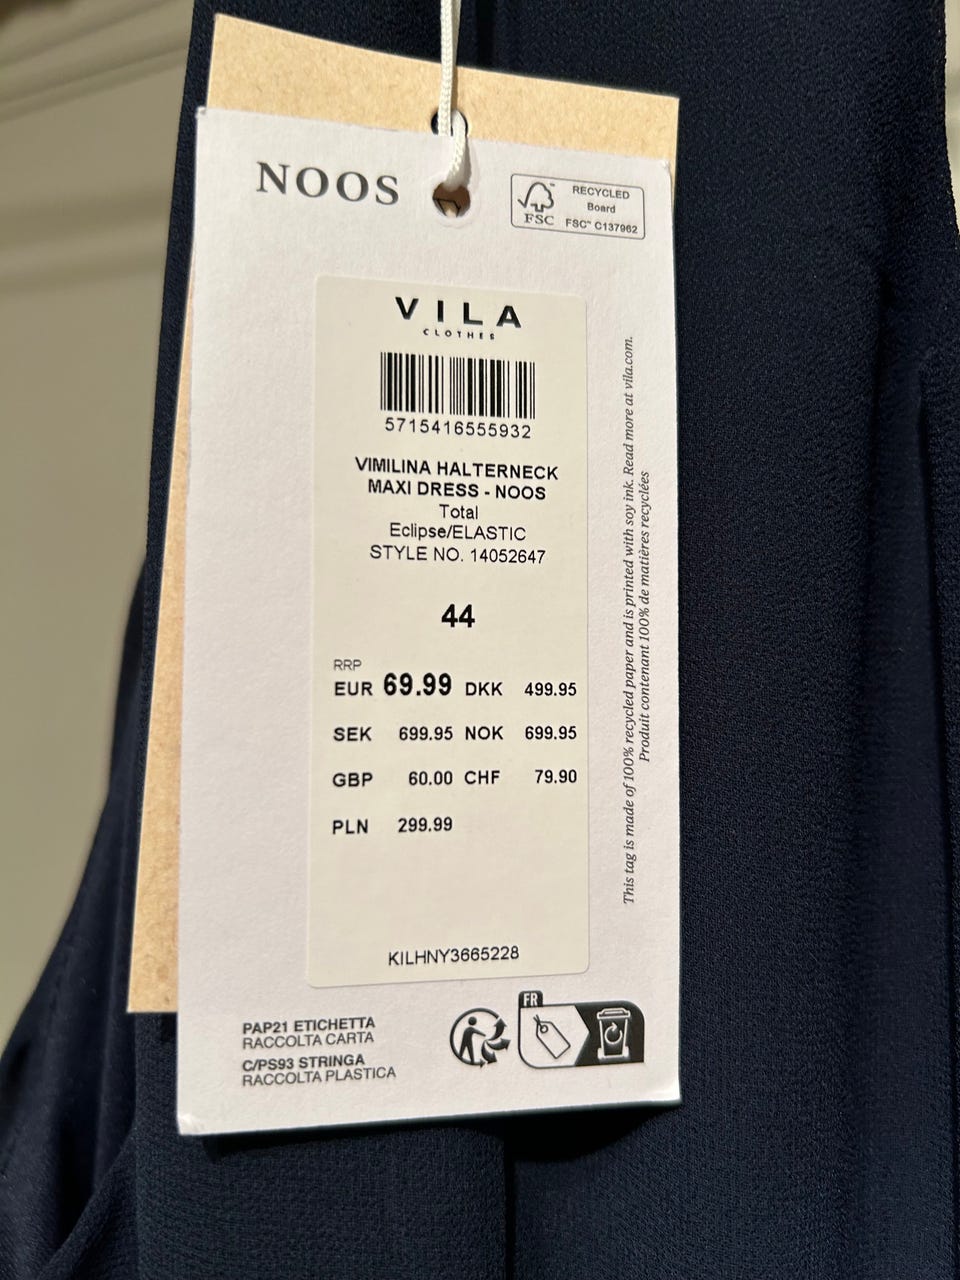 NOOS
FSC
RECYCLED
Board
FSC™ C137962
VILA
CLOTHES
5715416555932
VIMILINA HALTERNECK
MAXI DRESS - NOOS
Total
Eclipse/ELASTIC
STYLE NO. 14052647
44
RRP
EUR 69.99 DKK 499.95
SEK 699.95 NOK 699.95
GBP 60.00 CHF 79.90
PLN 299.99
KILHNY3665228
This tag is made of 100% recycled paper and is printed with soy ink. Read more at vila.com.
Produit contenant 100% de matières recyclées
PAP21 ETICHETTA
RACCOLTA CARTA
C/PS93 STRINGA
RACCOLTA PLASTICA
FR